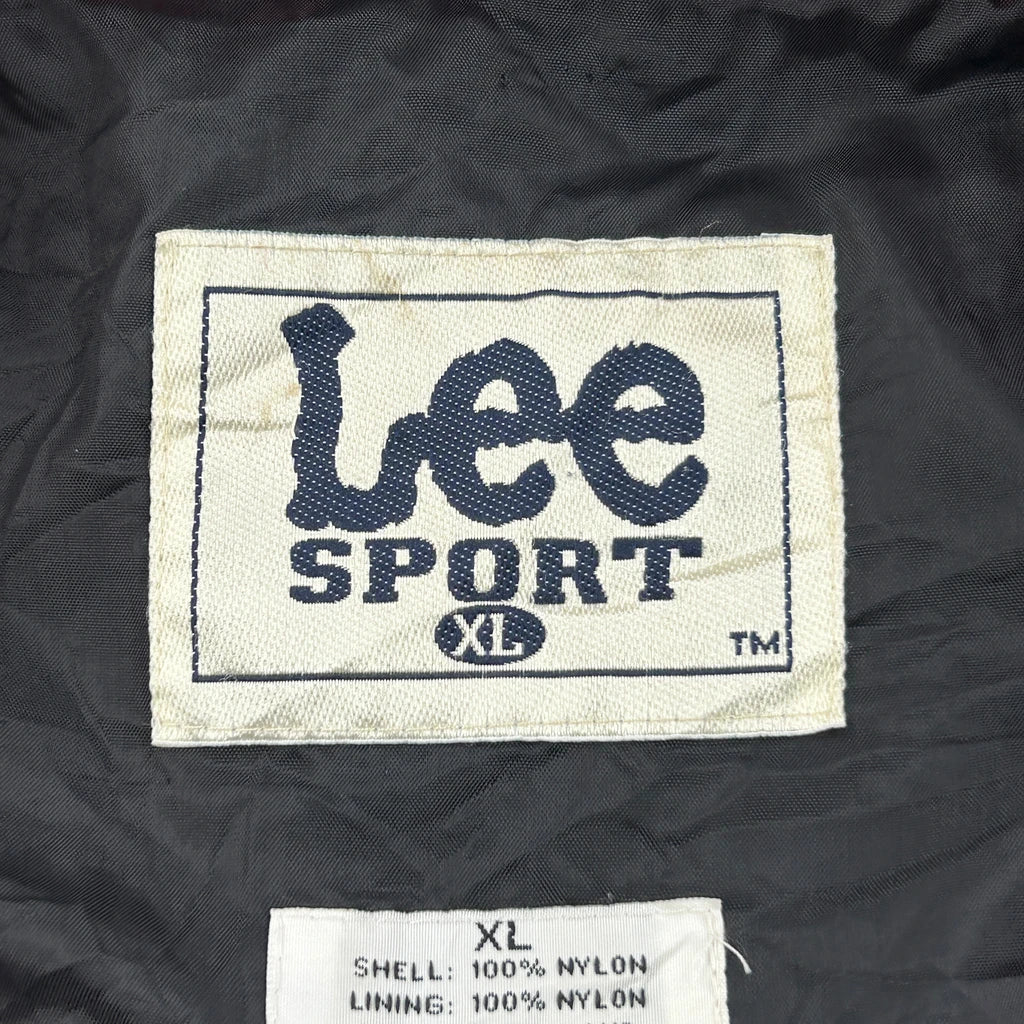 Lee
SPORT
XL
TM
XL
SHELL: 100% NYLON
LINING: 100% NYLON